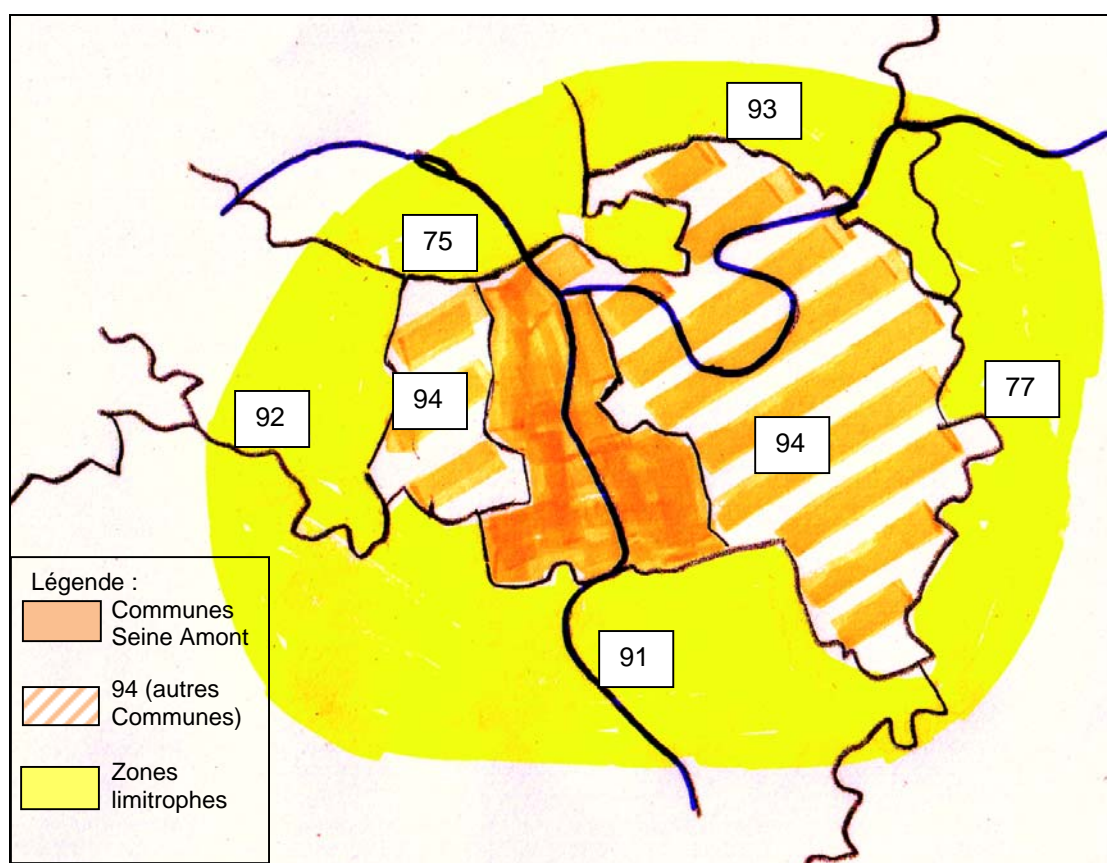 93
75
94
92
77
94
91
Légende :
Communes
Seine Amont
94 (autres
Communes)
Zones
limitrophes